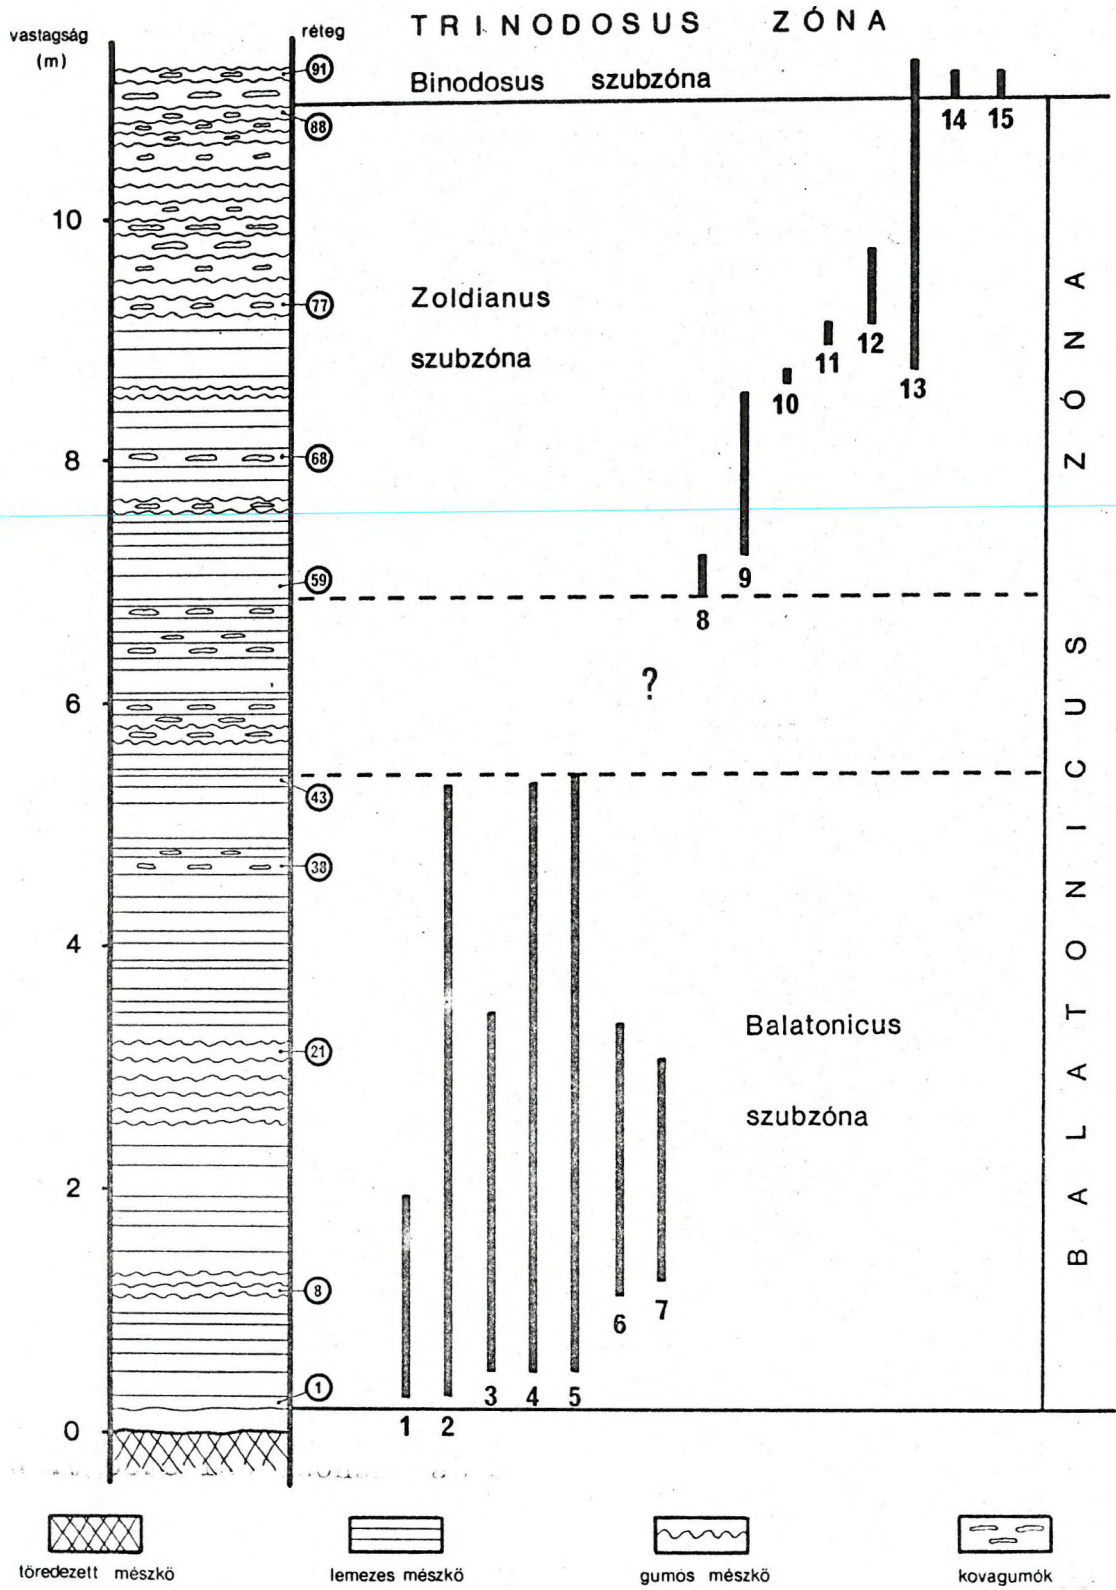 TRINODOSUS ZÓNA
vastagság
(m)
réteg
Binodosus szubzóna
91
88
14 15
10
77
Zoldianus
szubzóna
12
11
13
10
8
68
9
59
8
6
?
43
38
4
21
Balatonicus
szubzóna
2
8
6 7
1
3 4 5
1 2
0
BALATONICUS ZÓNA
töredezett mészkö
lemezes mészkö
gumós mészkö
kovagumók